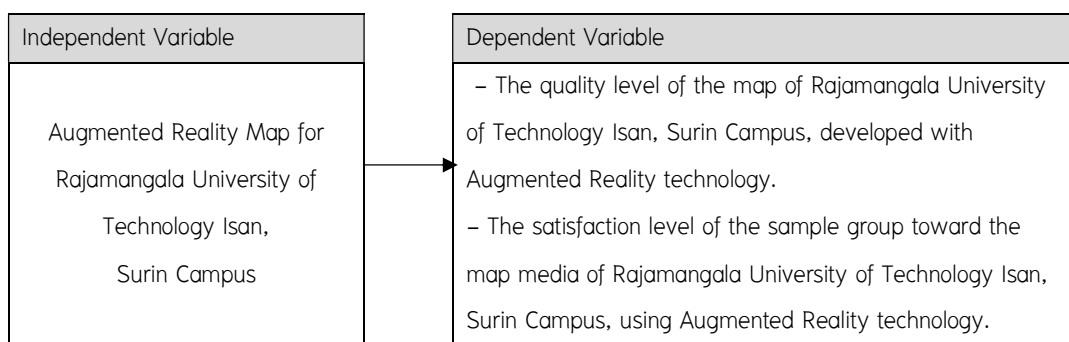 Independent Variable
Augmented Reality Map for
Rajamangala University of
Technology Isan,
Surin Campus
Dependent Variable
– The quality level of the map of Rajamangala University
of Technology Isan, Surin Campus, developed with
Augmented Reality technology.
– The satisfaction level of the sample group toward the
map media of Rajamangala University of Technology Isan,
Surin Campus, using Augmented Reality technology.